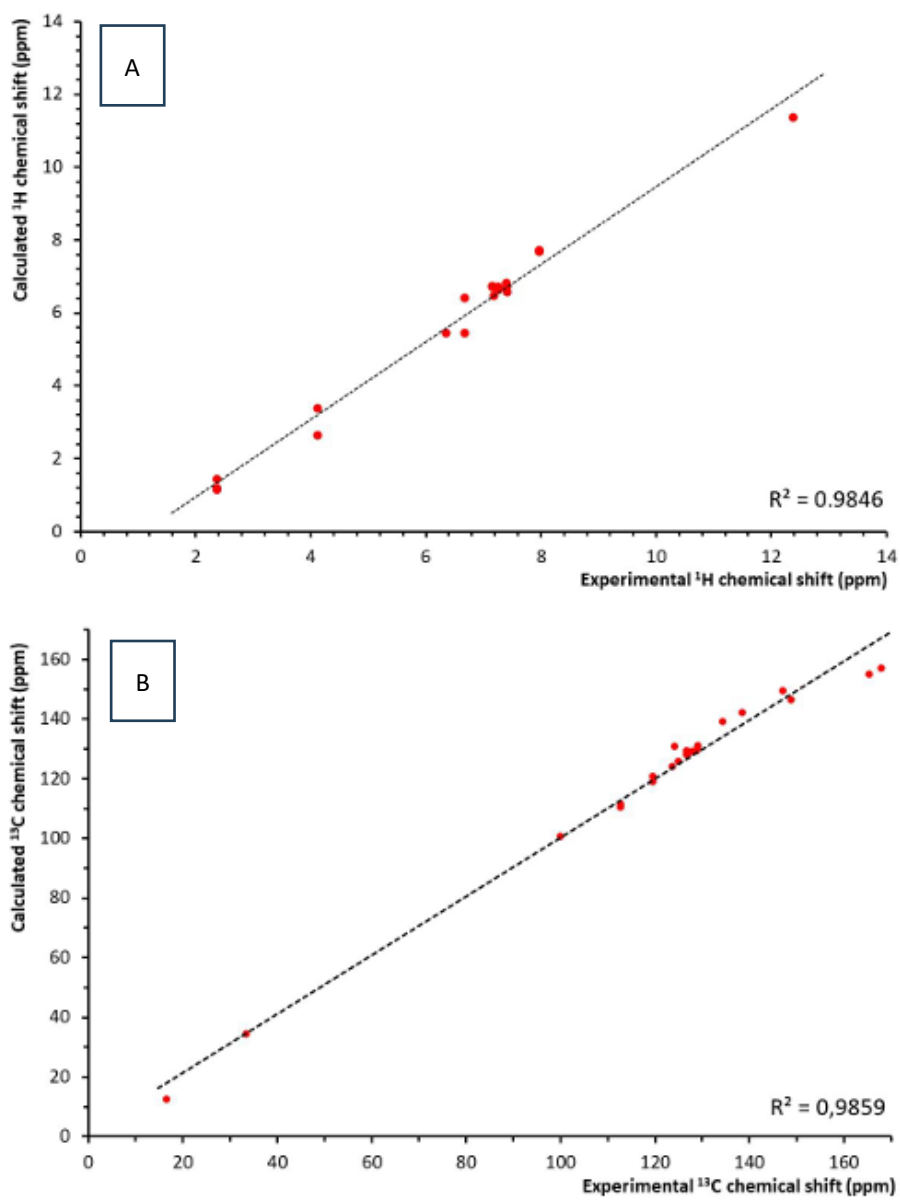 14
A
12
10
8
6
4
2
0
Calculated ¹H chemical shift (ppm)
R² = 0.9846
0 2 4 6 8 10 12 14
Experimental ¹H chemical shift (ppm)
B
160
140
120
100
80
60
40
20
0
Calculated ¹³C chemical shift (ppm)
R² = 0,9859
0 20 40 60 80 100 120 140 160
Experimental ¹³C chemical shift (ppm)